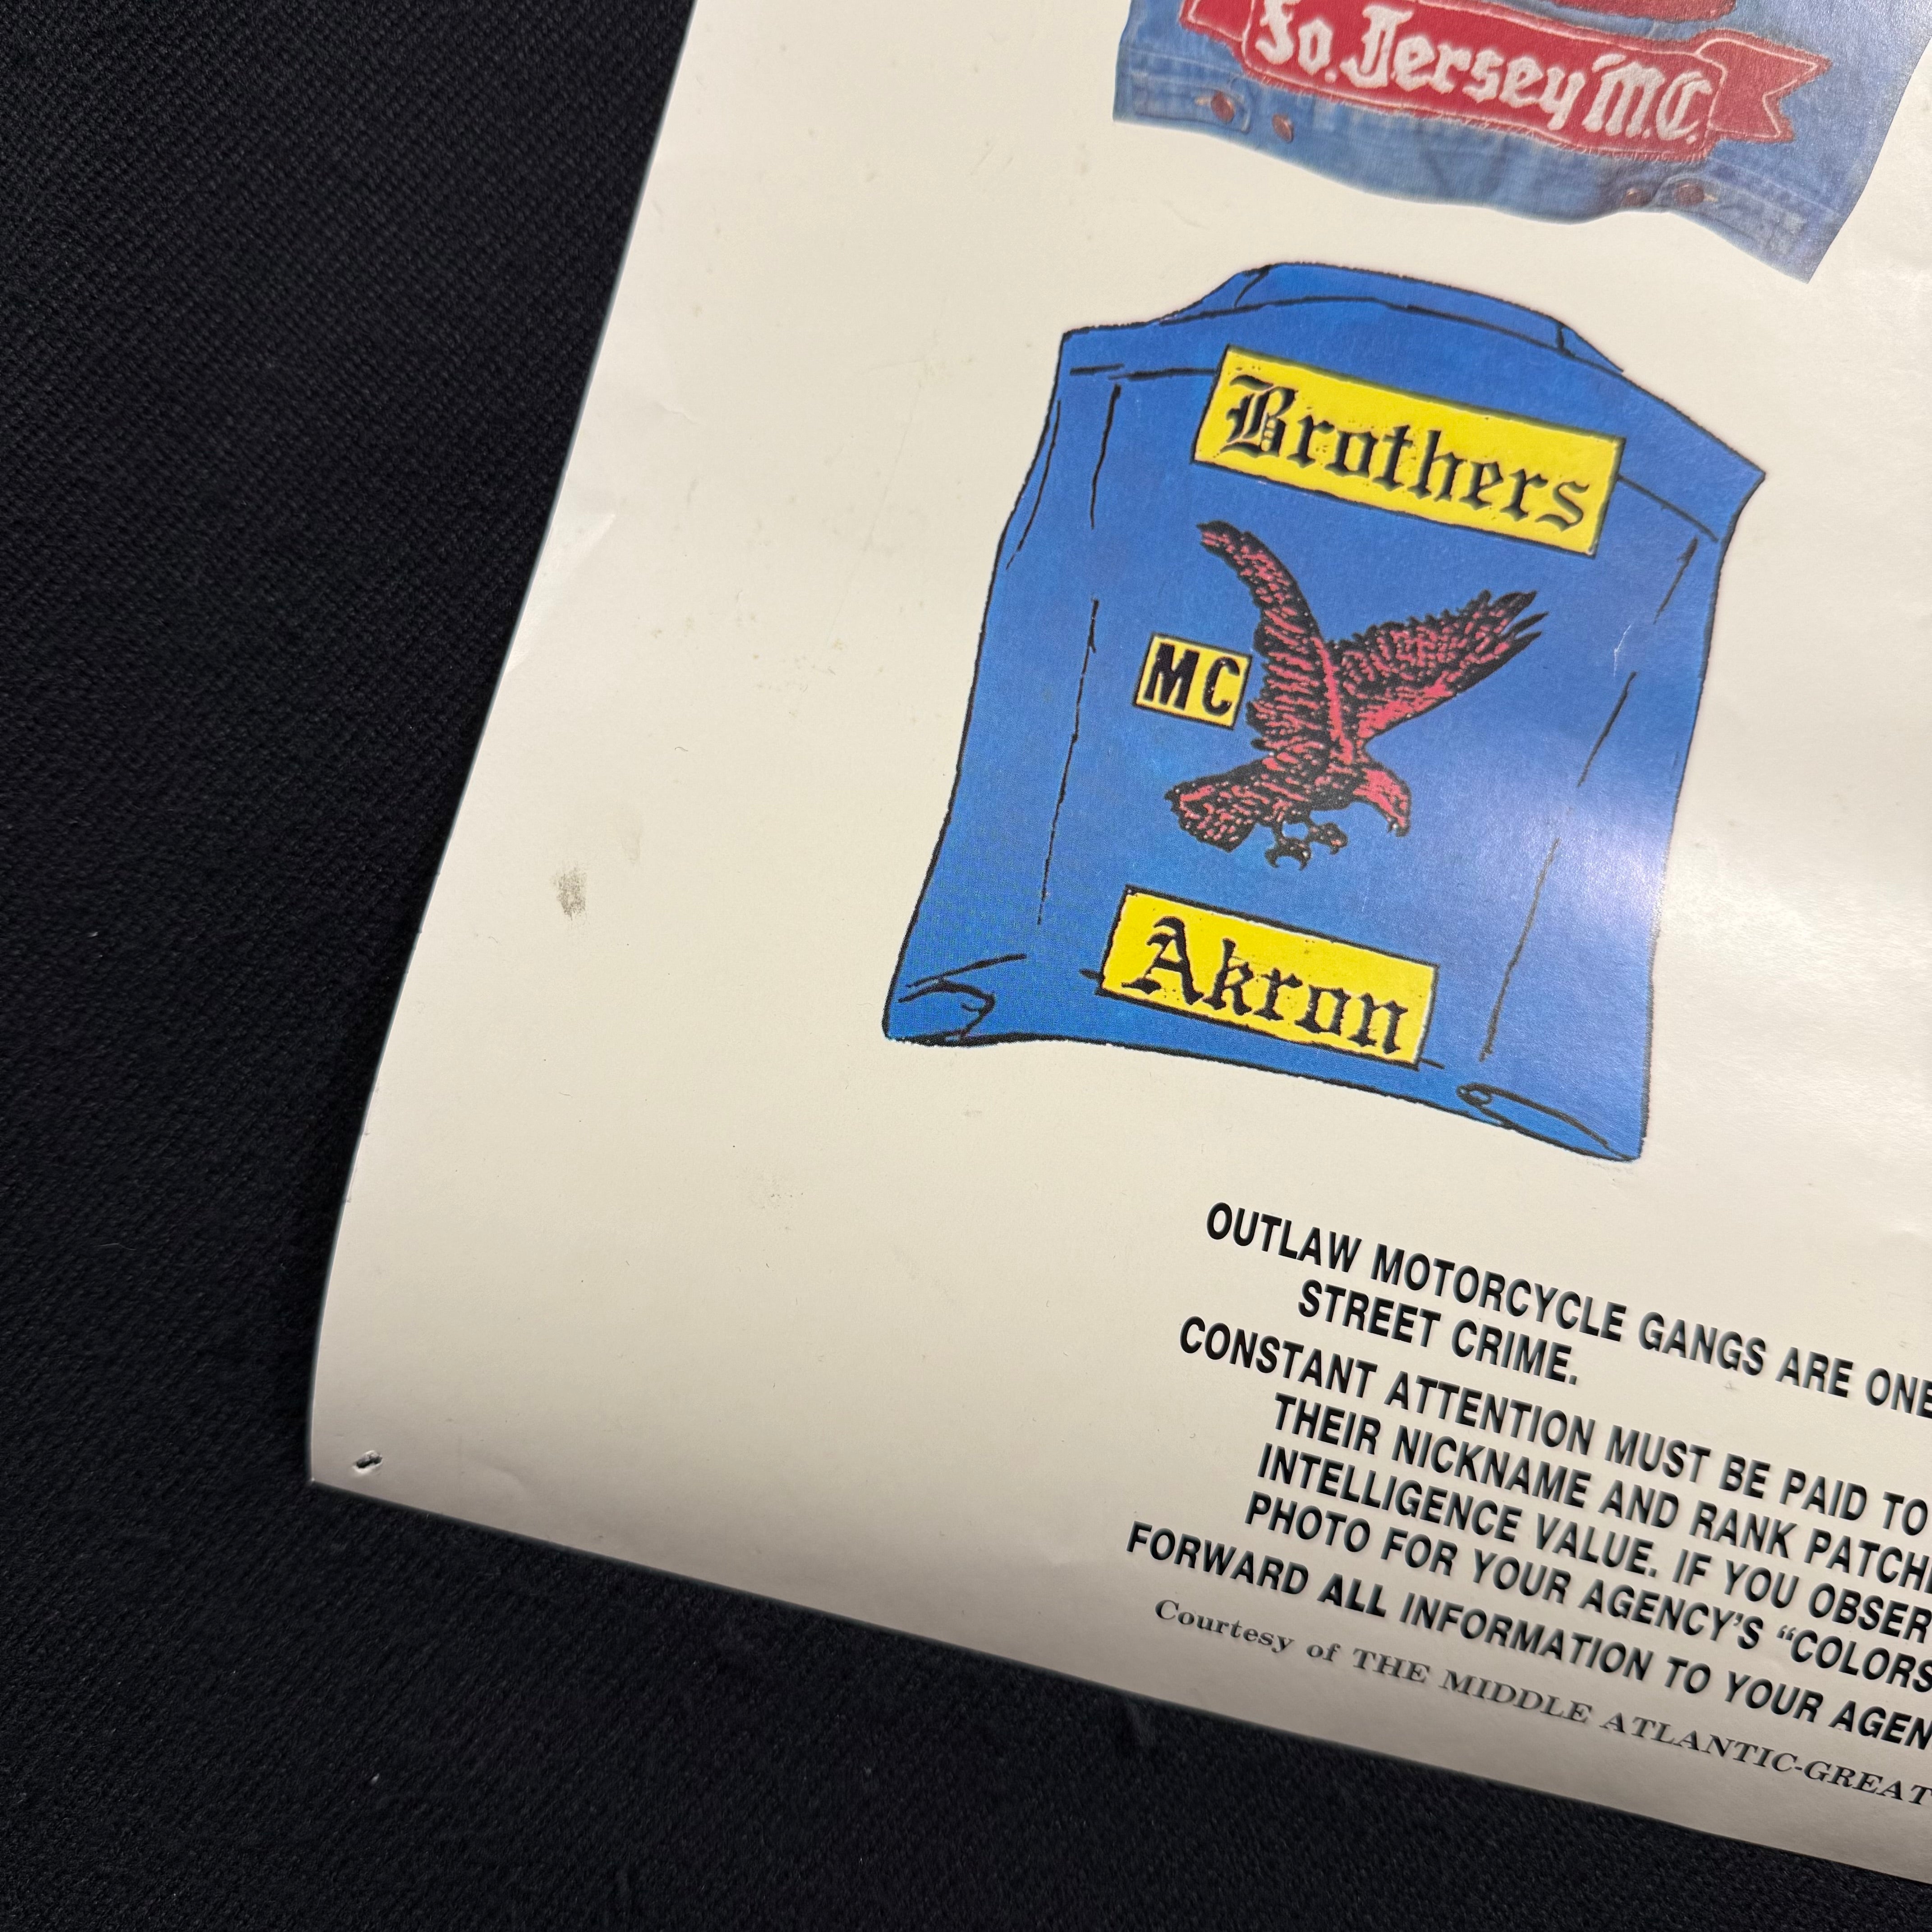 So. Jersey M.C.
Brothers
MC
Akron
OUTLAW MOTORCYCLE GANGS ARE ONE
STREET CRIME.
CONSTANT ATTENTION MUST BE PAID TO
THEIR NICKNAME AND RANK PATCH
INTELLIGENCE VALUE. IF YOU OBSER
PHOTO FOR YOUR AGENCY'S "COLORS
FORWARD ALL INFORMATION TO YOUR AGEN
Courtesy of THE MIDDLE ATLANTIC-GREAT